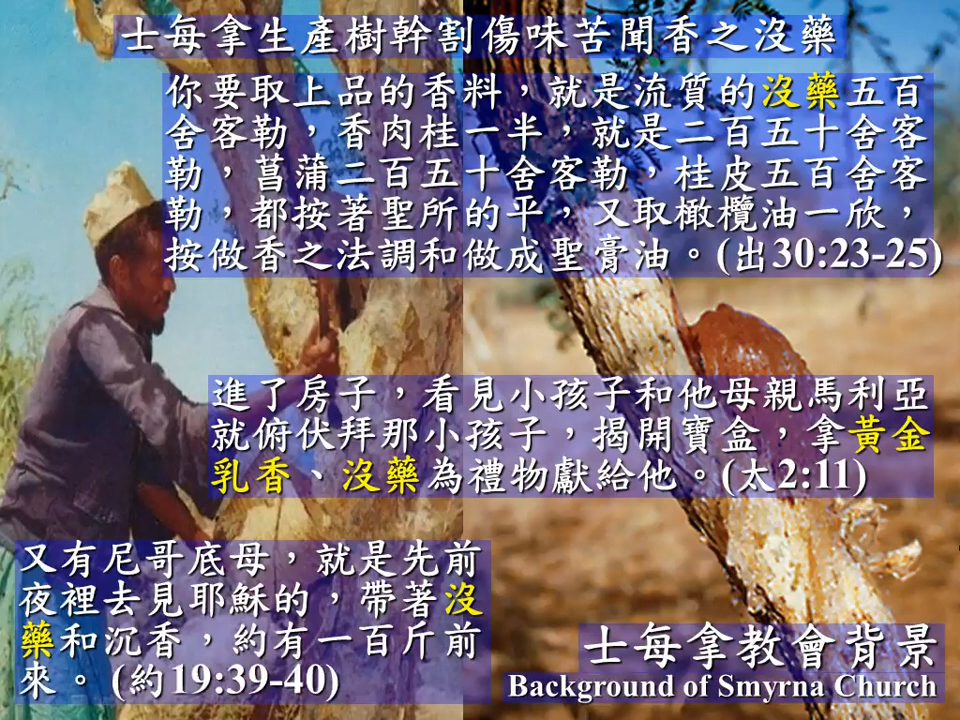 士每拿生產樹幹割傷味苦聞香之沒藥
你要取上品的香料，就是流質的沒藥五百
舍客勒，香肉桂一半，就是二百五十舍客
勒，菖蒲二百五十舍客勒，桂皮五百舍客
勒，都按著聖所的平，又取橄欖油一欣，
按做香之法調和做成聖膏油。(出30:23-25)
進了房子，看見小孩子和他母親馬利亞
就俯伏拜那小孩子，揭開寶盒，拿黃金
乳香、沒藥為禮物獻給他。(太2:11)
又有尼哥底母，就是先前
夜裡去見耶穌的，帶著沒
藥和沉香，約有一百斤前
來。(約19:39-40)
士每拿教會背景
Background of Smyrna Church